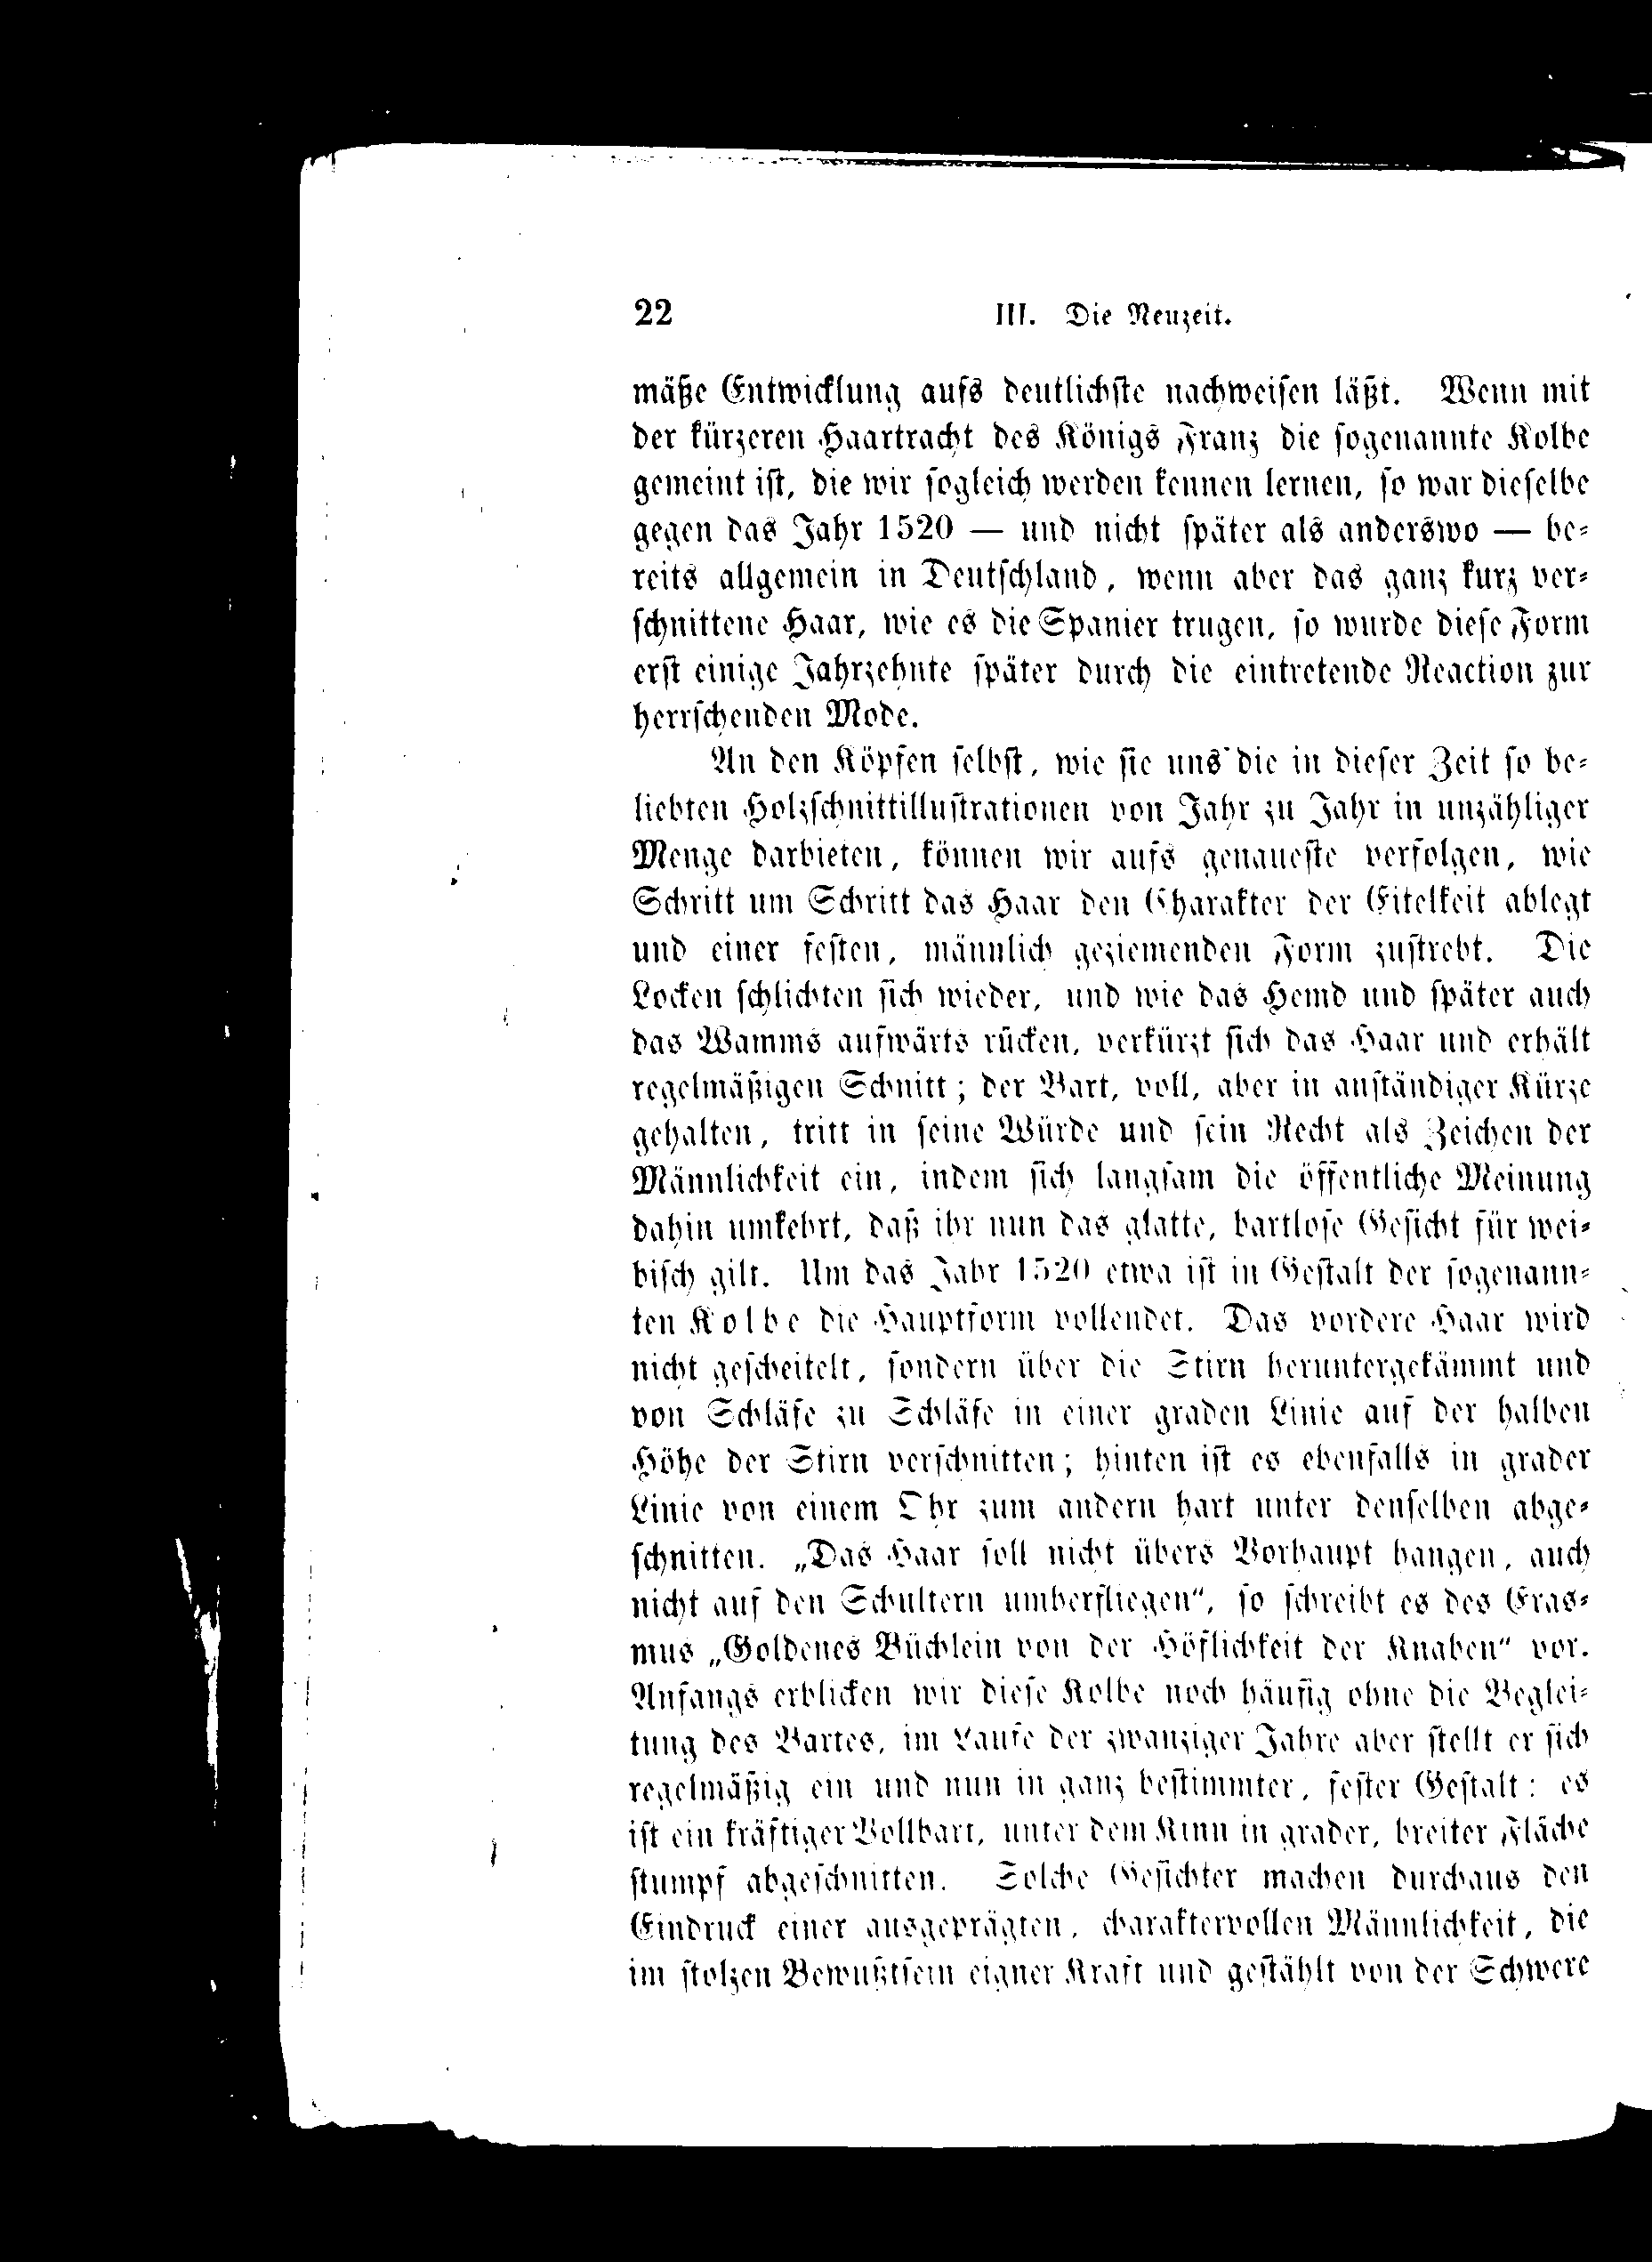 22 III. Die Neuzeit.
mäße Entwicklung aufs deutlichste nachweisen läßt. Wenn mit
der kürzeren Haartracht des Königs Franz die sogenannte Kolbe
gemeint ist, die wir sogleich werden kennen lernen, so war dieselbe
gegen das Jahr 1520 — und nicht später als anderswo — be-
reits allgemein in Deutschland, wenn aber das ganz kurz ver-
schnittene Haar, wie es die Spanier trugen, so wurde diese Form
erst einige Jahrzehnte später durch die eintretende Reaction zur
herrschenden Mode.
An den Köpfen selbst, wie sie uns die in dieser Zeit so be-
liebten Holzschnittillustrationen von Jahr zu Jahr in unzähliger
Menge darbieten, können wir aufs genaueste verfolgen, wie
Schritt um Schritt das Haar den Charakter der Eitelkeit ablegt
und einer festen, männlich geziemenden Form zustrebt. Die
Locken schlichten sich wieder, und wie das Hemd und später auch
das Wamms aufwärts rücken, verkürzt sich das Haar und erhält
regelmäßigen Schnitt; der Bart, voll, aber in anständiger Kürze
gehalten, tritt in seine Würde und sein Recht als Zeichen der
Männlichkeit ein, indem sich langsam die öffentliche Meinung
dahin umkehrt, daß ihr nun das glatte, bartlose Gesicht für wei-
bisch gilt. Um das Jahr 1520 etwa ist in Gestalt der sogenann-
ten Kolbe die Hauptform vollendet. Das vordere Haar wird
nicht gescheitelt, sondern über die Stirn heruntergekämmt und
von Schläfe zu Schläfe in einer graden Linie auf der halben
Höhe der Stirn verschnitten; hinten ist es ebenfalls in grader
Linie von einem Ohr zum andern hart unter denselben abge-
schnitten. „Das Haar soll nicht übers Vorhaupt hangen, auch
nicht auf den Schultern umherfliegen“, so schreibt es des Eras-
mus „Goldenes Büchlein von der Höflichkeit der Knaben“ vor.
Anfangs erblicken wir diese Kolbe noch häufig ohne die Beglei-
tung des Bartes, im Laufe der zwanziger Jahre aber stellt er sich
regelmäßig ein und nun in ganz bestimmter, fester Gestalt: es
ist ein kräftiger Vollbart, unter dem Kinn in grader, breiter Fläche
stumpf abgeschnitten. Solche Gesichter machen durchaus den
Eindruck einer ausgeprägten, charaktervollen Männlichkeit, die
im stolzen Bewußtsein eigner Kraft und gestählt von der Schwere